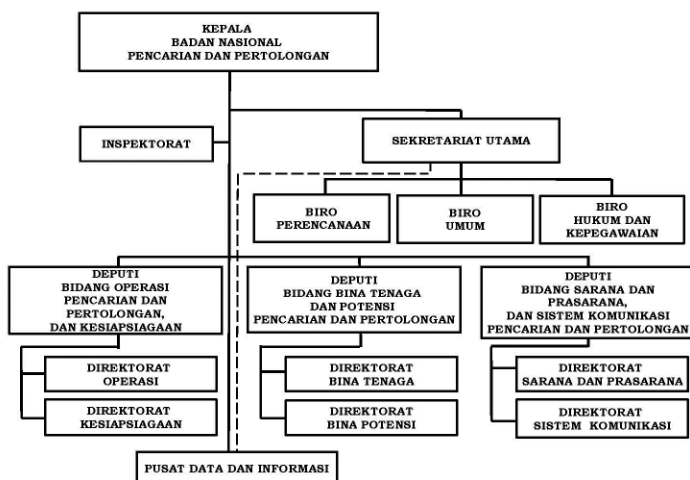 KEPALA
BADAN NASIONAL
PENCARIAN DAN PERTOLONGAN
INSPEKTORAT
SEKRETARIAT UTAMA
BIRO
PERENCANAAN
BIRO
UMUM
BIRO
HUKUM DAN
KEPEGAWAIAN
DEPUTI
BIDANG OPERASI
PENCARIAN DAN
PERTOLONGAN,
DAN KESIAPSIAGAAN
DEPUTI
BIDANG BINA TENAGA
DAN POTENSI
PENCARIAN DAN PERTOLONGAN
DEPUTI
BIDANG SARANA DAN
PRASARANA,
DAN SISTEM KOMUNIKASI
PENCARIAN DAN PERTOLONGAN
DIREKTORAT
OPERASI
DIREKTORAT
BINA TENAGA
DIREKTORAT
SARANA DAN PRASARANA
DIREKTORAT
KESIAPSIAGAAN
DIREKTORAT
BINA POTENSI
DIREKTORAT
SISTEM KOMUNIKASI
PUSAT DATA DAN INFORMASI